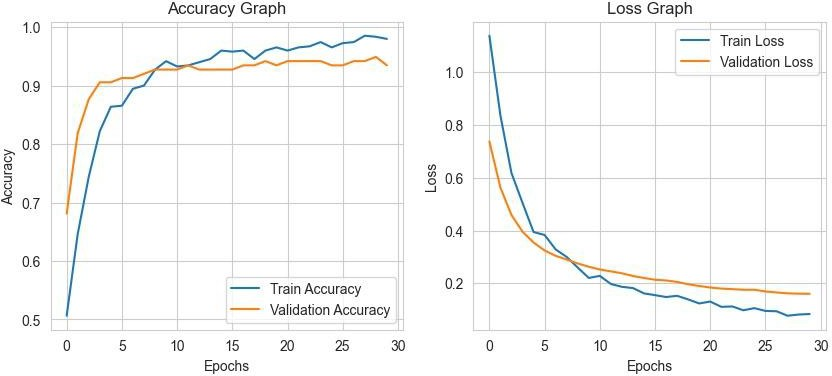 Accuracy Graph
1.0
0.9
0.8
0.7
0.6
0.5
Accuracy
Train Accuracy
Validation Accuracy
0 5 10 15 20 25 30
Epochs
Loss Graph
Train Loss
Validation Loss
1.0
0.8
0.6
0.4
0.2
Loss
0 5 10 15 20 25 30
Epochs